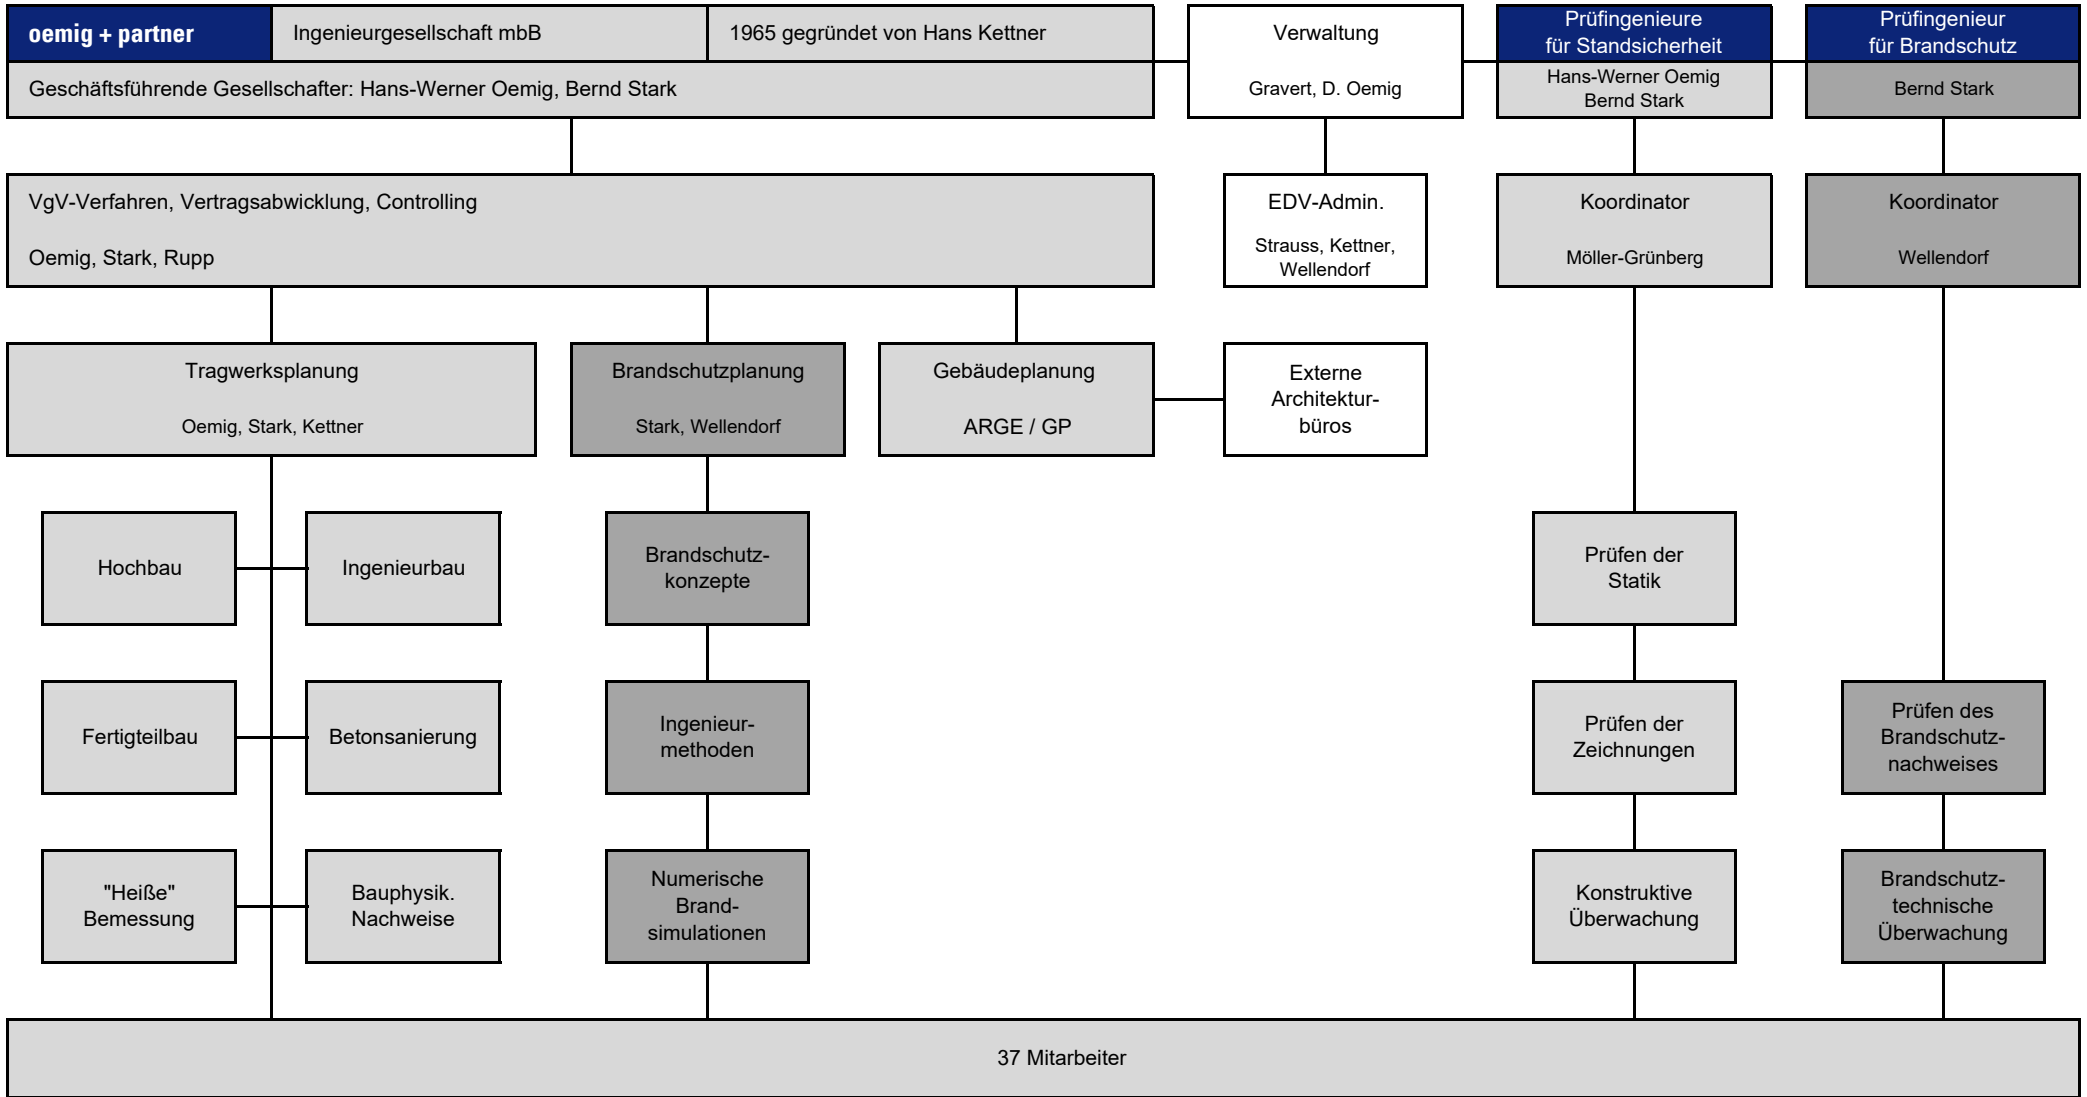 oemig + partner
Ingenieurgesellschaft mbB
1965 gegründet von Hans Kettner
Geschäftsführende Gesellschafter: Hans-Werner Oemig, Bernd Stark
Verwaltung
Gravert, D. Oemig
Prüfingenieure
für Standsicherheit
Hans-Werner Oemig
Bernd Stark
Prüfingenieur
für Brandschutz
Bernd Stark
VgV-Verfahren, Vertragsabwicklung, Controlling
Oemig, Stark, Rupp
EDV-Admin.
Strauss, Kettner,
Wellendorf
Koordinator
Möller-Grünberg
Koordinator
Wellendorf
Tragwerksplanung
Oemig, Stark, Kettner
Brandschutzplanung
Stark, Wellendorf
Gebäudeplanung
ARGE / GP
Externe
Architektur-
büros
Hochbau
Ingenieurbau
Brandschutz-
konzepte
Prüfen der
Statik
Fertigteilbau
Betonsanierung
Ingenieur-
methoden
Prüfen der
Zeichnungen
Prüfen des
Brandschutz-
nachweises
"Heiße"
Bemessung
Bauphysik.
Nachweise
Numerische
Brand-
simulationen
Konstruktive
Überwachung
Brandschutz-
technische
Überwachung
37 Mitarbeiter